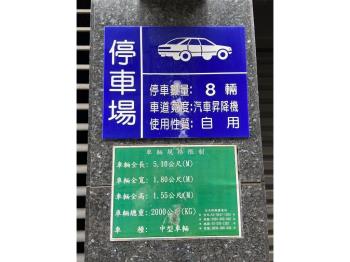 停車場
停車數量: 8 輛
車道寬度:汽車昇降機
使用性質: 自 用
車輛規格限制
車輛全長: 5.10公尺(M)
車輛全寬: 1.80公尺(M)
車輛全高: 1.55公尺(M)
車輛總重: 2000公斤(KG)
車 種: 中型車輛